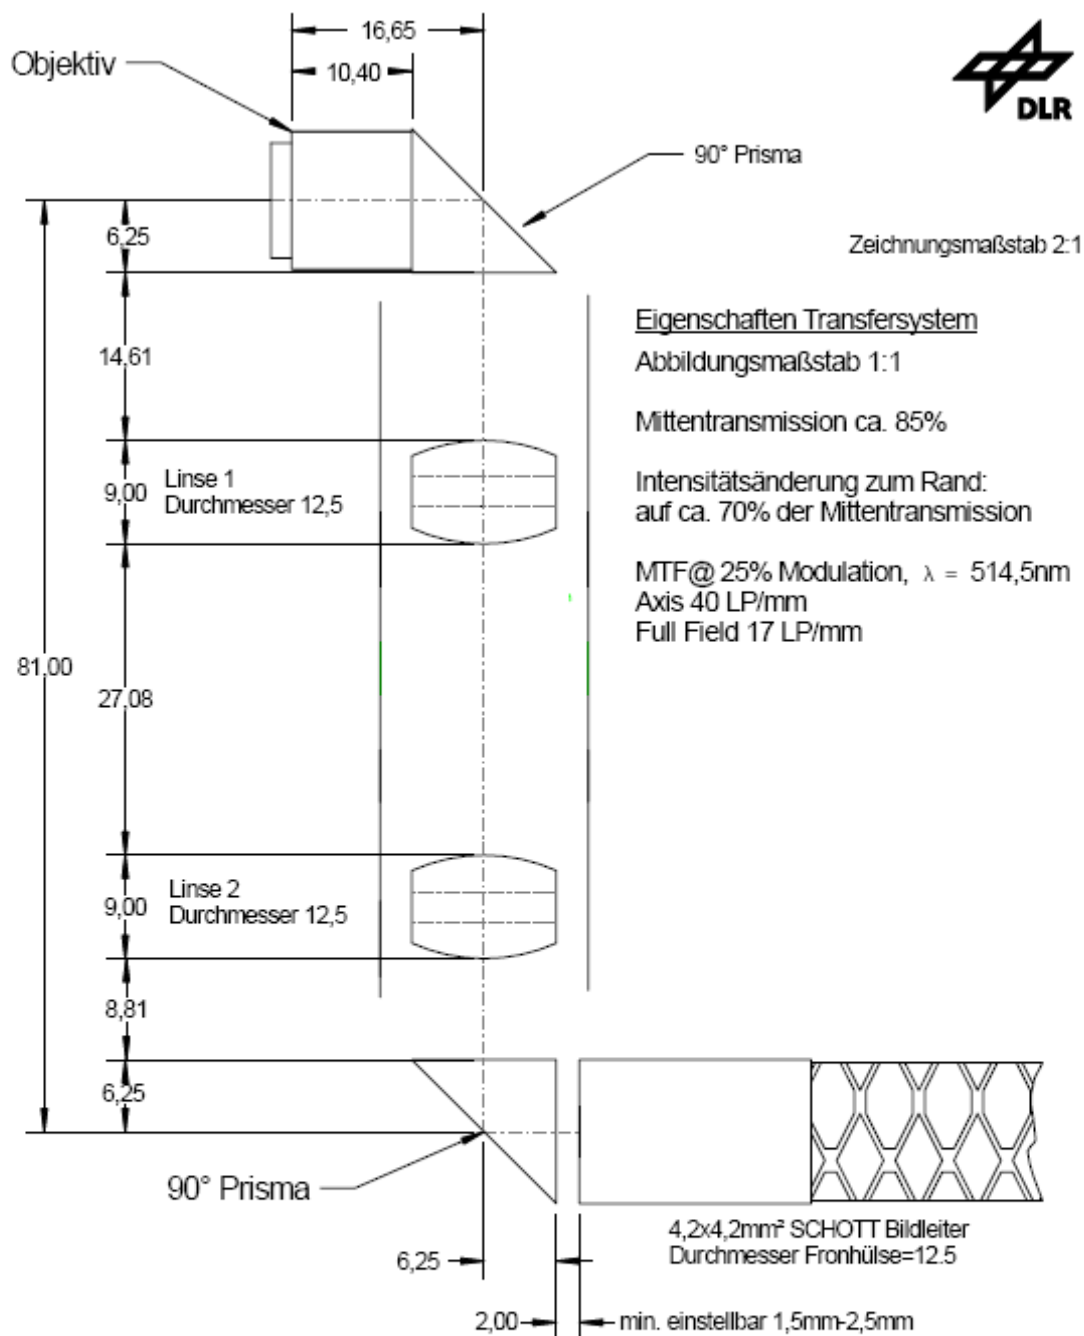 16,65
Objektiv
10,40
DLR
90° Prisma
6,25
Zeichnungsmaßstab 2:1
Eigenschaften Transfersystem
14,61
Abbildungsmaßstab 1:1
Mittentransmission ca. 85%
9,00
Linse 1
Durchmesser 12,5
Intensitätsänderung zum Rand:
auf ca. 70% der Mittentransmission
MTF@ 25% Modulation, λ = 514,5nm
Axis 40 LP/mm
Full Field 17 LP/mm
81,00
27,08
9,00
Linse 2
Durchmesser 12,5
8,81
6,25
90° Prisma
4,2x4,2mm² SCHOTT Bildleiter
Durchmesser Fronhülse=12.5
6,25
2,00
min. einstellbar 1,5mm-2,5mm